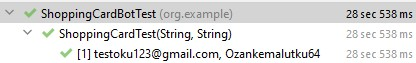 ShoppingCardBotTest (org.example) 28 sec 538 ms
ShoppingCardTest(String, String) 28 sec 538 ms
[1] testoku123@gmail.com, Ozankemalutku64 28 sec 538 ms